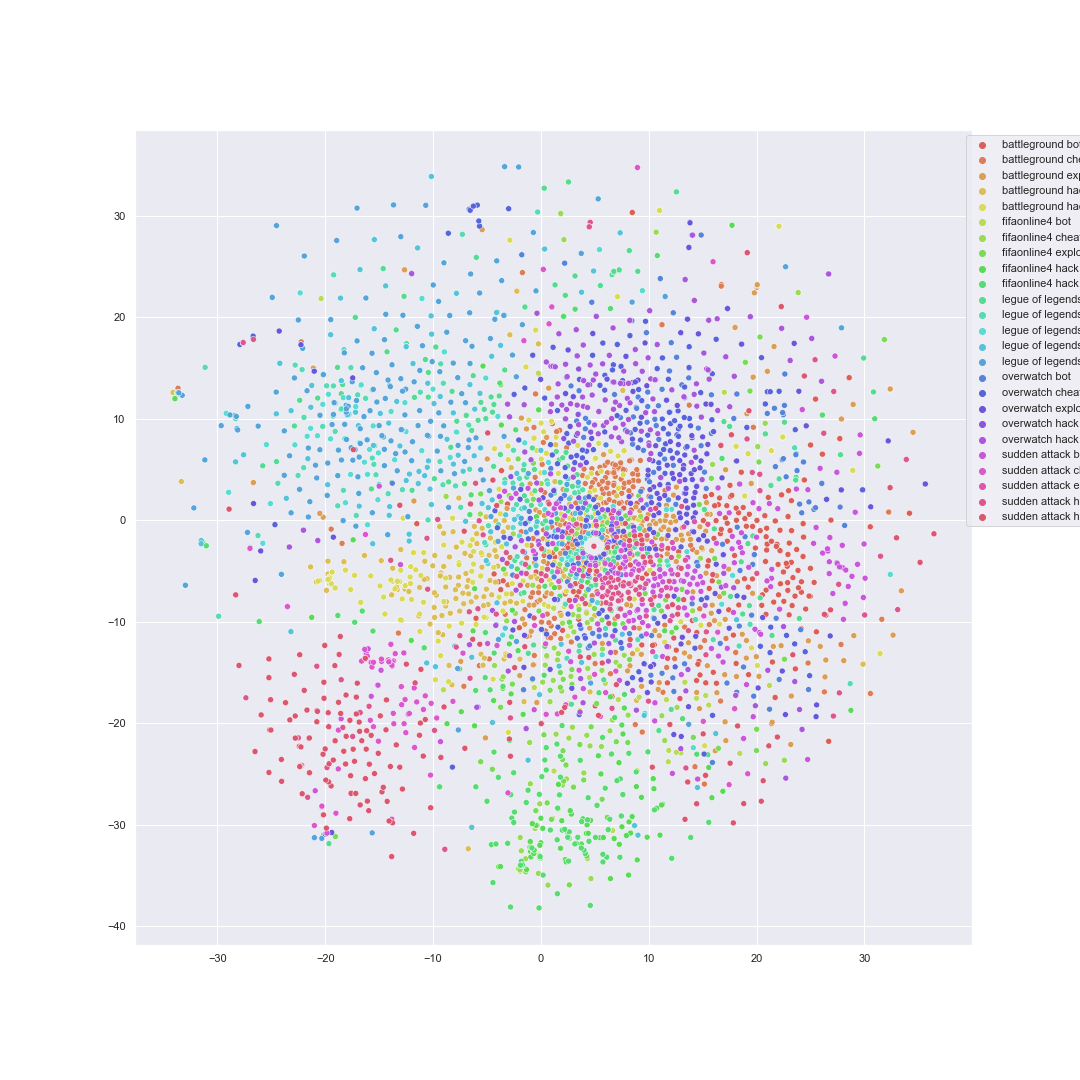 battleground bot
battleground che
battleground exp
battleground hac
battleground hac
fifaonline4 bot
fifaonline4 chea
fifaonline4 explo
fifaonline4 hack
fifaonline4 hack
legue of legends
legue of legends
legue of legends
legue of legends
legue of legends
overwatch bot
overwatch chea
overwatch explo
overwatch hack
overwatch hack
sudden attack b
sudden attack cl
sudden attack e
sudden attack h
sudden attack h
30
20
10
0
−10
−20
−30
−40
−30 −20 −10 0 10 20 30